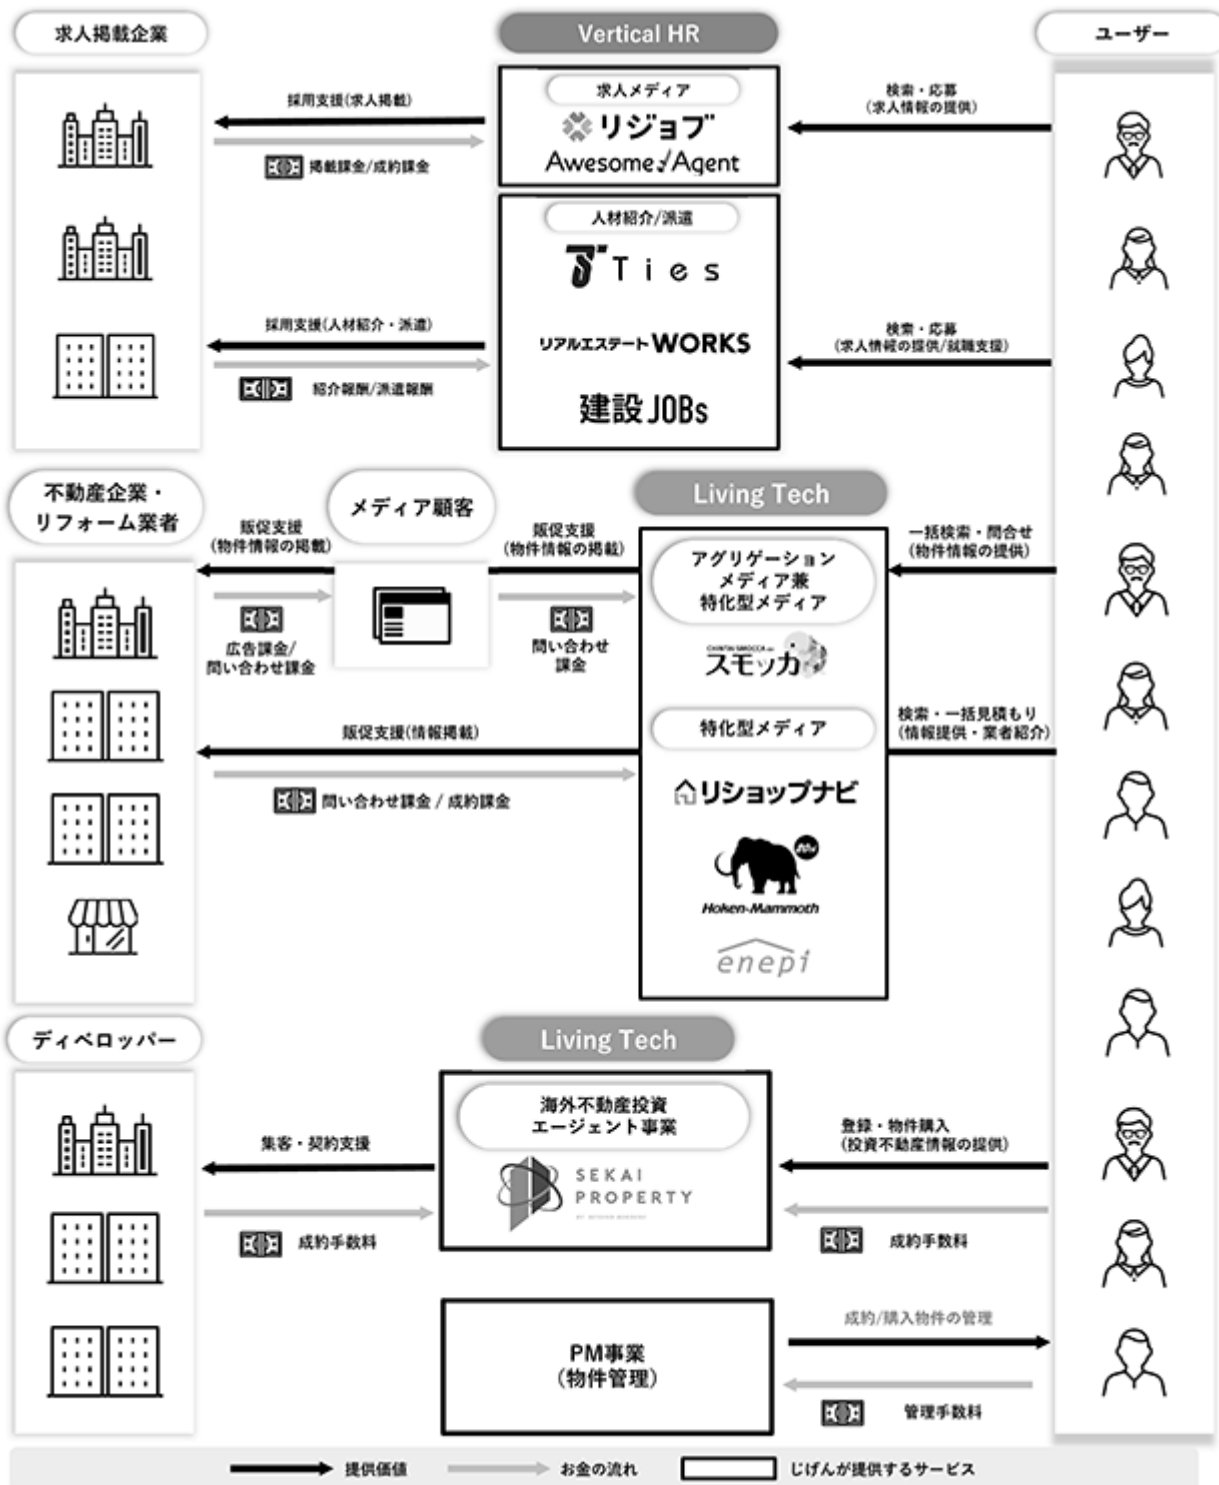 求人掲載企業
Vertical HR
ユーザー
求人メディア
リジョブ
Awesome Agent
採用支援(求人掲載)
掲載課金/成約課金
検索・応募
(求人情報の提供)
人材紹介/派遣
Ties
リアルエステートWORKS
建設JOBs
採用支援(人材紹介・派遣)
紹介報酬/派遣報酬
検索・応募
(求人情報の提供/就職支援)
不動産企業・
リフォーム業者
メディア顧客
Living Tech
販促支援
(物件情報の掲載)
広告課金/
問い合わせ課金
販促支援
(物件情報の掲載)
問い合わせ
課金
アグリゲーション
メディア兼
特化型メディア
スモッカ
一括検索・問合せ
(物件情報の提供)
特化型メディア
リショップナビ
Hoken-Mammoth
enepi
販促支援(情報掲載)
問い合わせ課金 / 成約課金
検索・一括見積もり
(情報提供・業者紹介)
ディベロッパー
Living Tech
海外不動産投資
エージェント事業
SEKAI
PROPERTY
集客・契約支援
成約手数料
登録・物件購入
(投資不動産情報の提供)
成約手数料
PM事業
(物件管理)
成約/購入物件の管理
管理手数料
提供価値
お金の流れ
じげんが提供するサービス